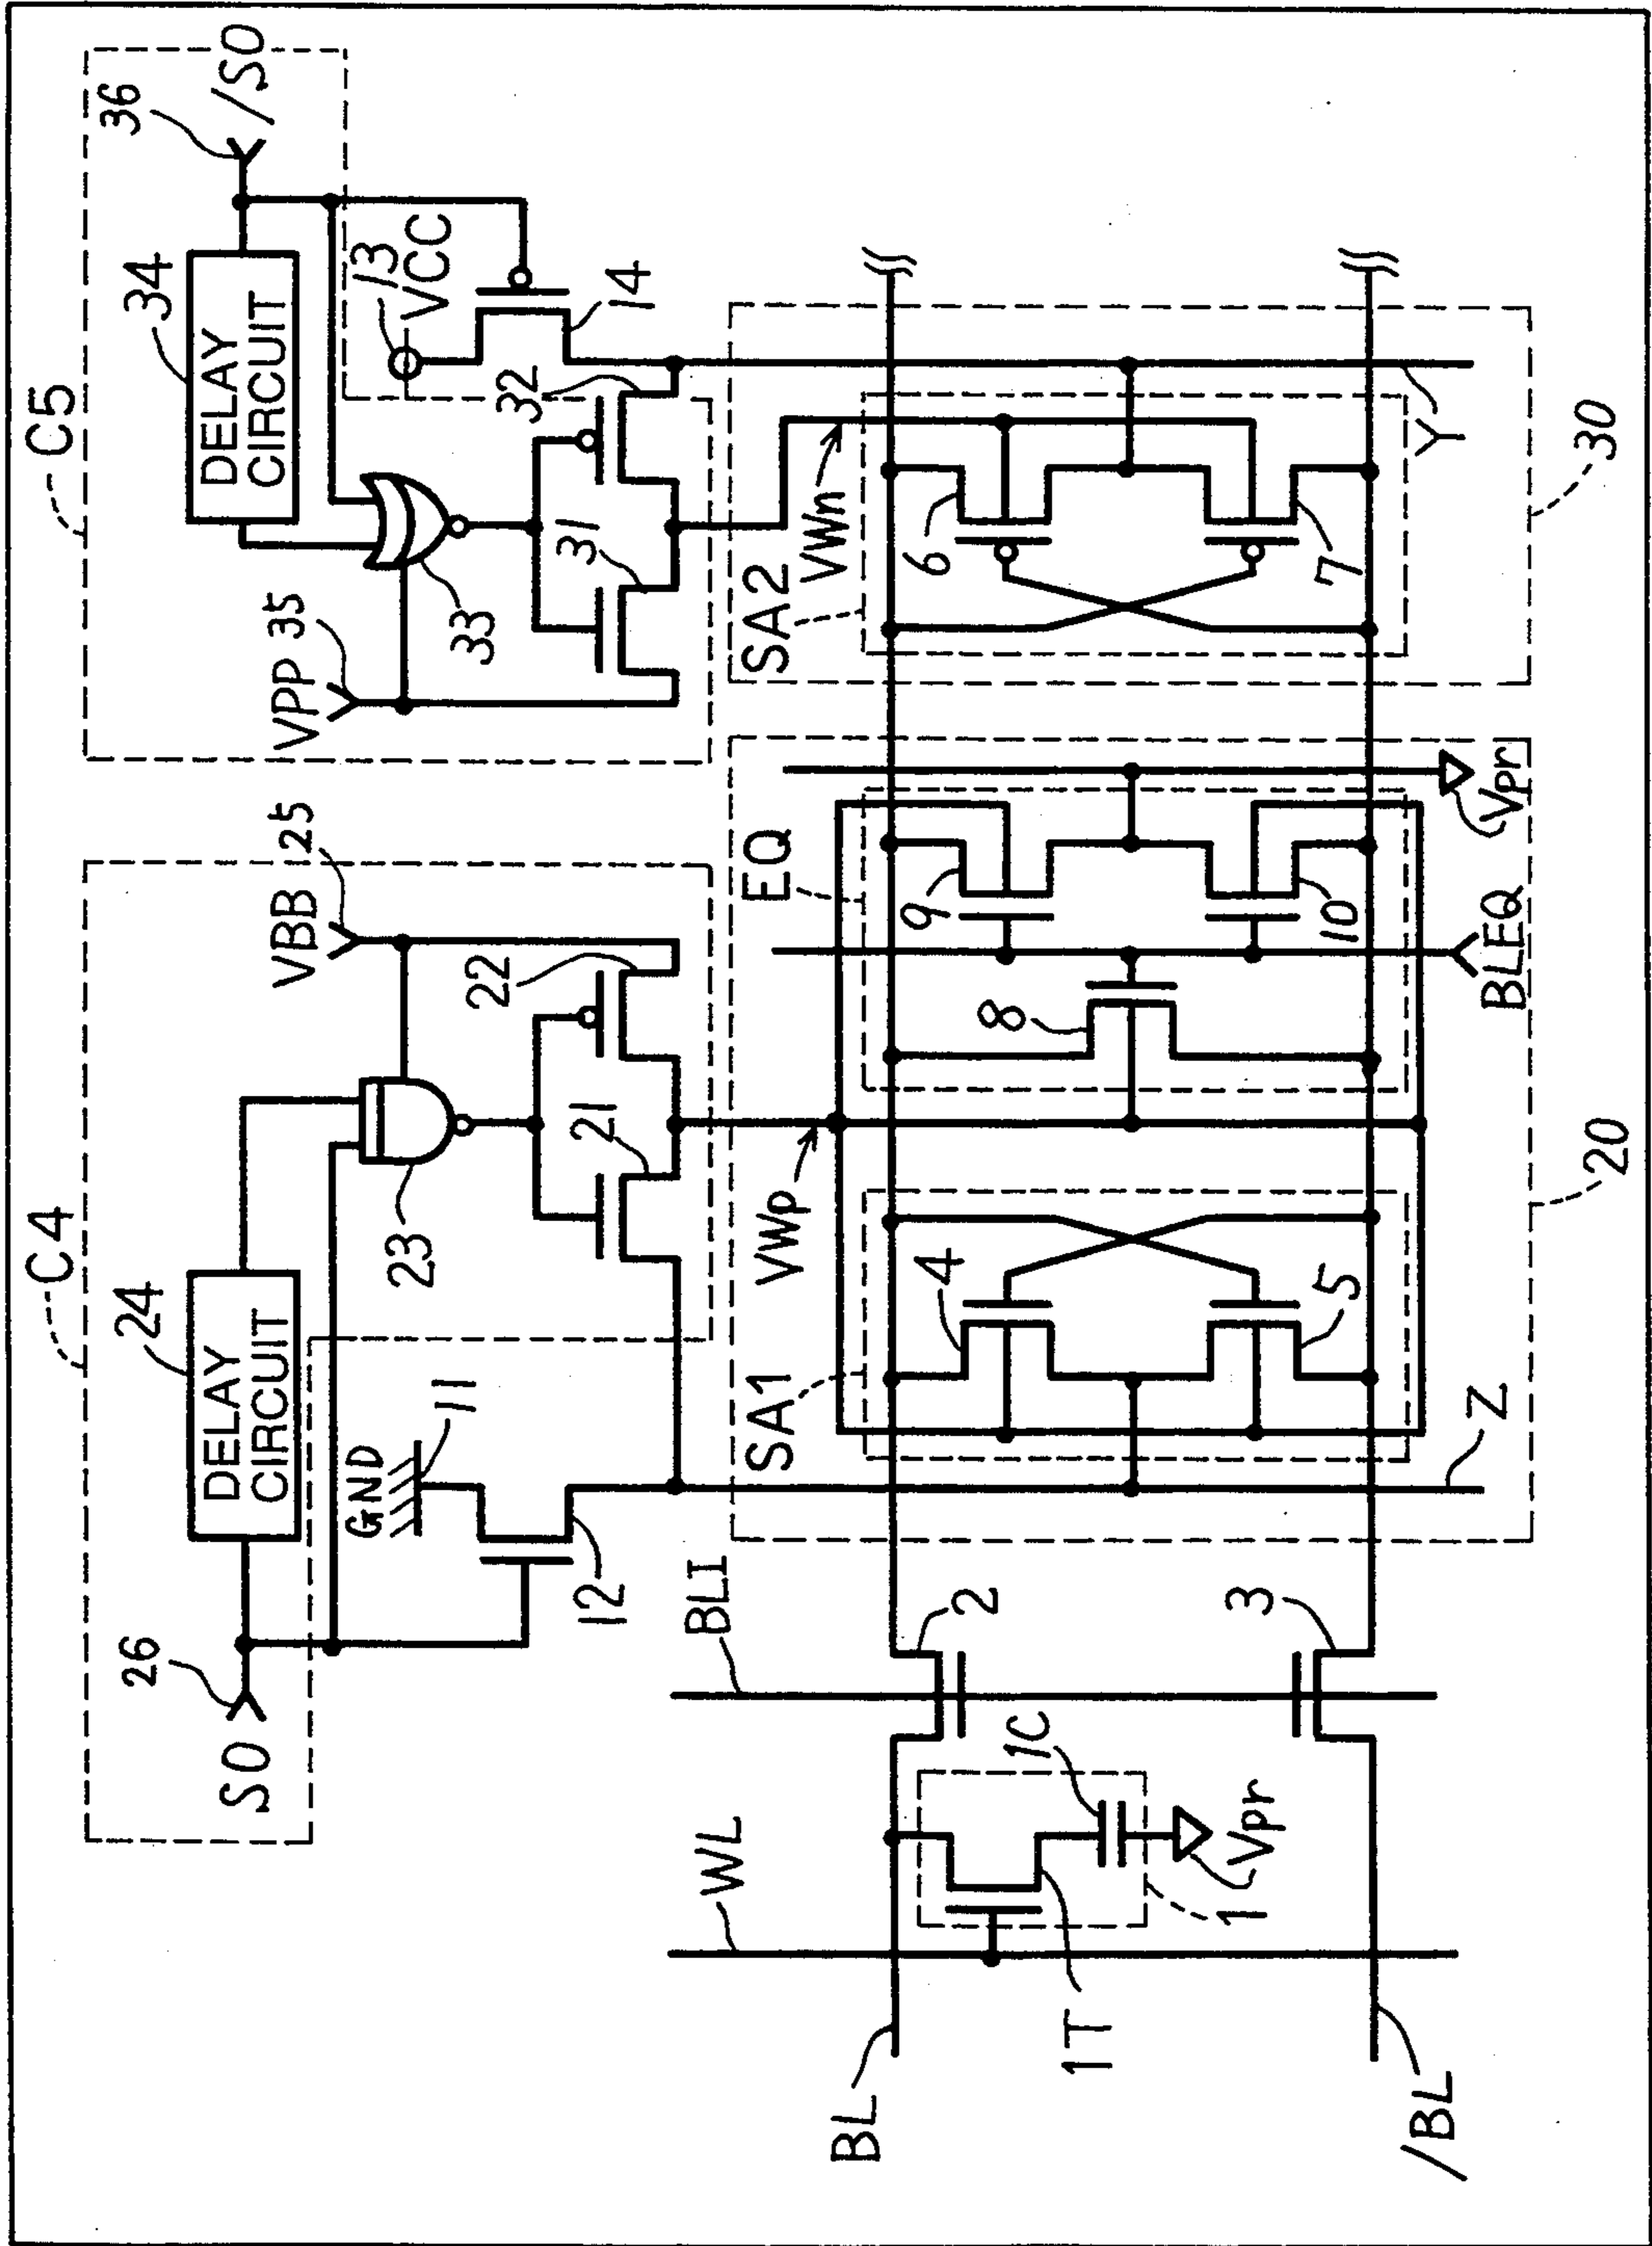 C4
C5
24
DELAY CIRCUIT
26
SO
GND
11
12
23
VBB 25
21
22
34
DELAY CIRCUIT
36
/SO
VPP 35
33
13
VCC
14
31
32
BLI
WL
BL
/BL
1T
1C
1
Vpr
2
3
SA1
VWp
4
5
Z
EQ
8
9
10
BLEQ
Vpr
20
SA2
VWn
6
7
Y
30